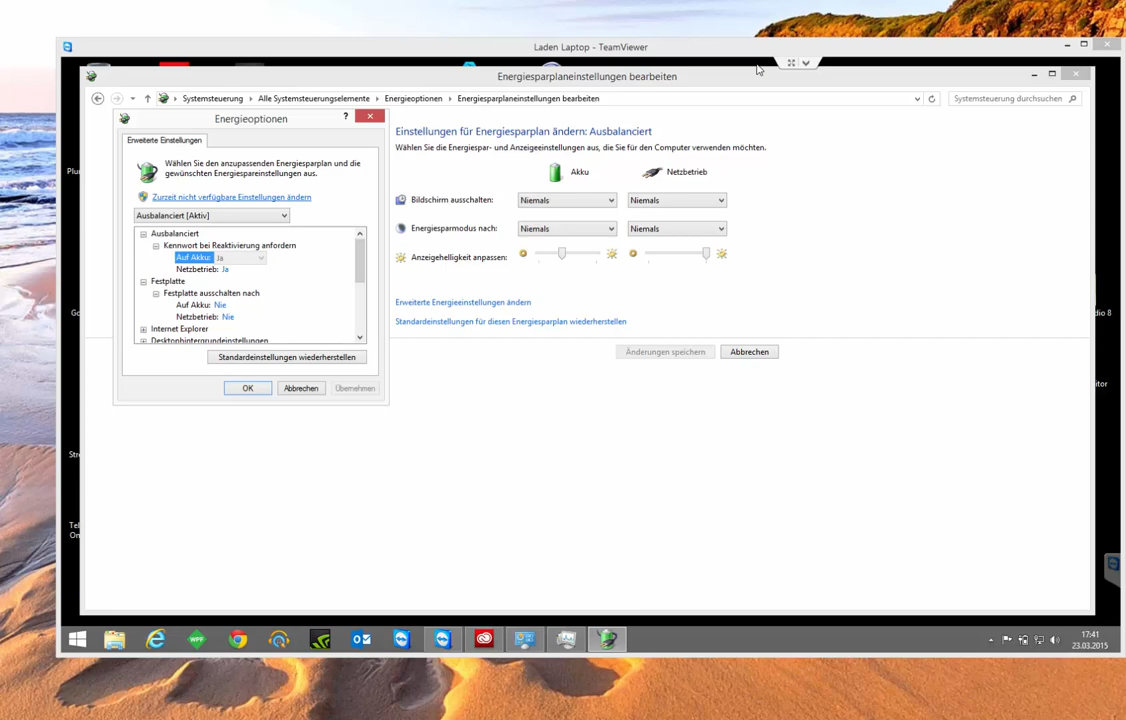 Laden Laptop - TeamViewer
Energiesparplaneinstellungen bearbeiten
Systemsteuerung
Alle Systemsteuerungselemente
Energieoptionen
Energiesparplaneinstellungen bearbeiten
Systemsteuerung durchsuchen
Energieoptionen
?
Erweiterte Einstellungen
Wählen Sie den anzupassenden Energiesparplan und die
gewünschten Energiespareinstellungen aus.
Zurzeit nicht verfügbare Einstellungen ändern
Ausbalanciert [Aktiv]
Ausbalanciert
Kennwort bei Reaktivierung anfordern
Auf Akku: Ja
Netzbetrieb: Ja
Festplatte
Festplatte ausschalten nach
Auf Akku: Nie
Netzbetrieb: Nie
Internet Explorer
Desktophintergrundeinstellungen
Standardeinstellungen wiederherstellen
OK
Abbrechen
Übernehmen
Einstellungen für Energiesparplan ändern: Ausbalanciert
Wählen Sie die Energiespar- und Anzeigeeinstellungen aus, die Sie für den Computer verwenden möchten.
Akku
Netzbetrieb
Bildschirm ausschalten:
Niemals
Niemals
Energiesparmodus nach:
Niemals
Niemals
Anzeigehelligkeit anpassen:
Erweiterte Energieeinstellungen ändern
Standardeinstellungen für diesen Energiesparplan wiederherstellen
Änderungen speichern
Abbrechen
WPF
17:41
23.03.2015